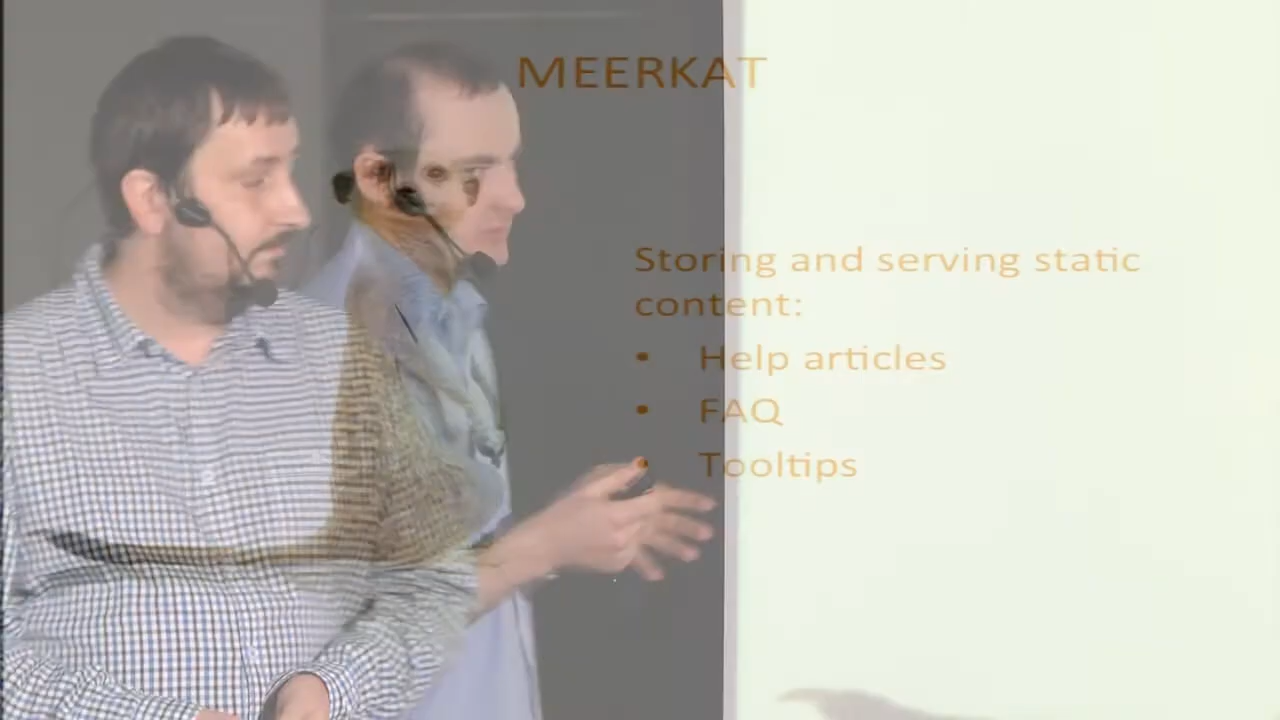 MEERKAT
Storing and serving static
content:
• Help articles
• FAQ
• Tooltips